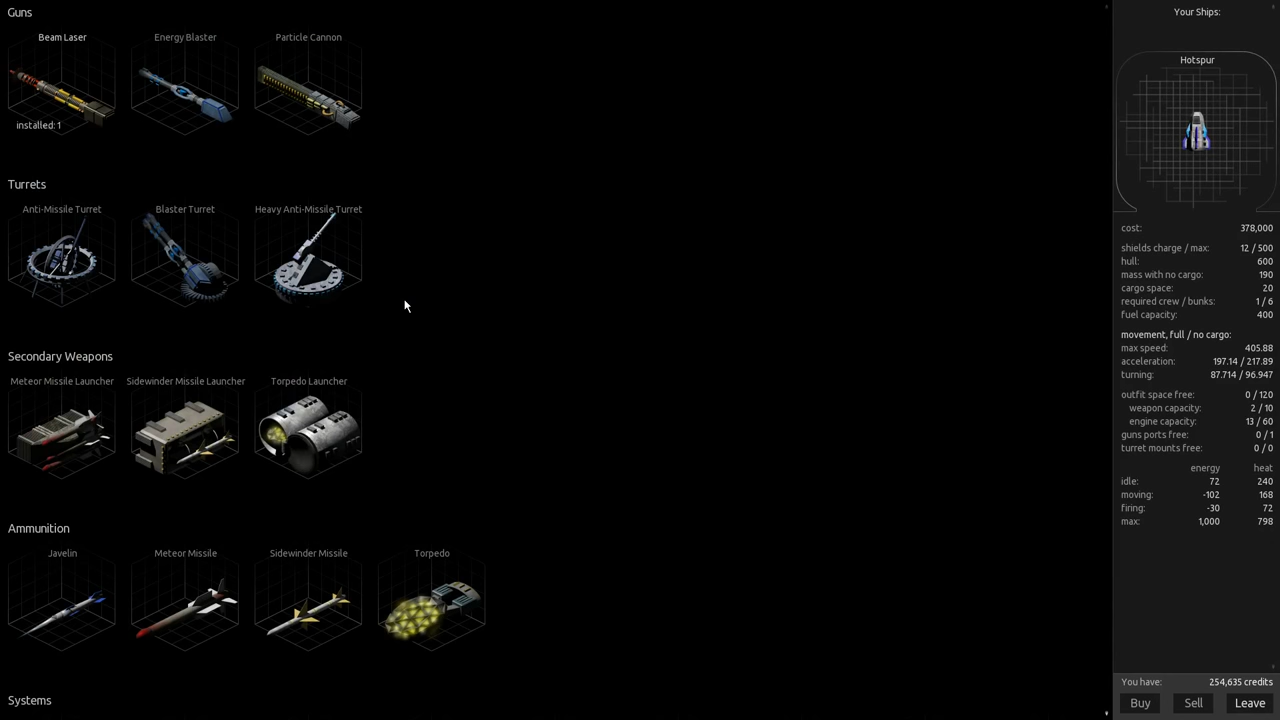 Guns
Beam Laser Energy Blaster Particle Cannon
installed: 1
Turrets
Anti-Missile Turret Blaster Turret Heavy Anti-Missile Turret
Secondary Weapons
Meteor Missile Launcher Sidewinder Missile Launcher Torpedo Launcher
Ammunition
Javelin Meteor Missile Sidewinder Missile Torpedo
Systems
Your Ships:
Hotspur
cost: 378,000
shields charge / max: 12 / 500
hull: 600
mass with no cargo: 190
cargo space: 20
required crew / bunks: 1 / 6
fuel capacity: 400
movement, full / no cargo:
max speed: 405.88
acceleration: 197.14 / 217.89
turning: 87.714 / 96.947
outfit space free: 0 / 120
weapon capacity: 2 / 10
engine capacity: 13 / 60
guns ports free: 0 / 1
turret mounts free: 0 / 0
energy heat
idle: 72 240
moving: -102 168
firing: -30 72
max: 1,000 798
You have: 254,635 credits
Buy Sell Leave